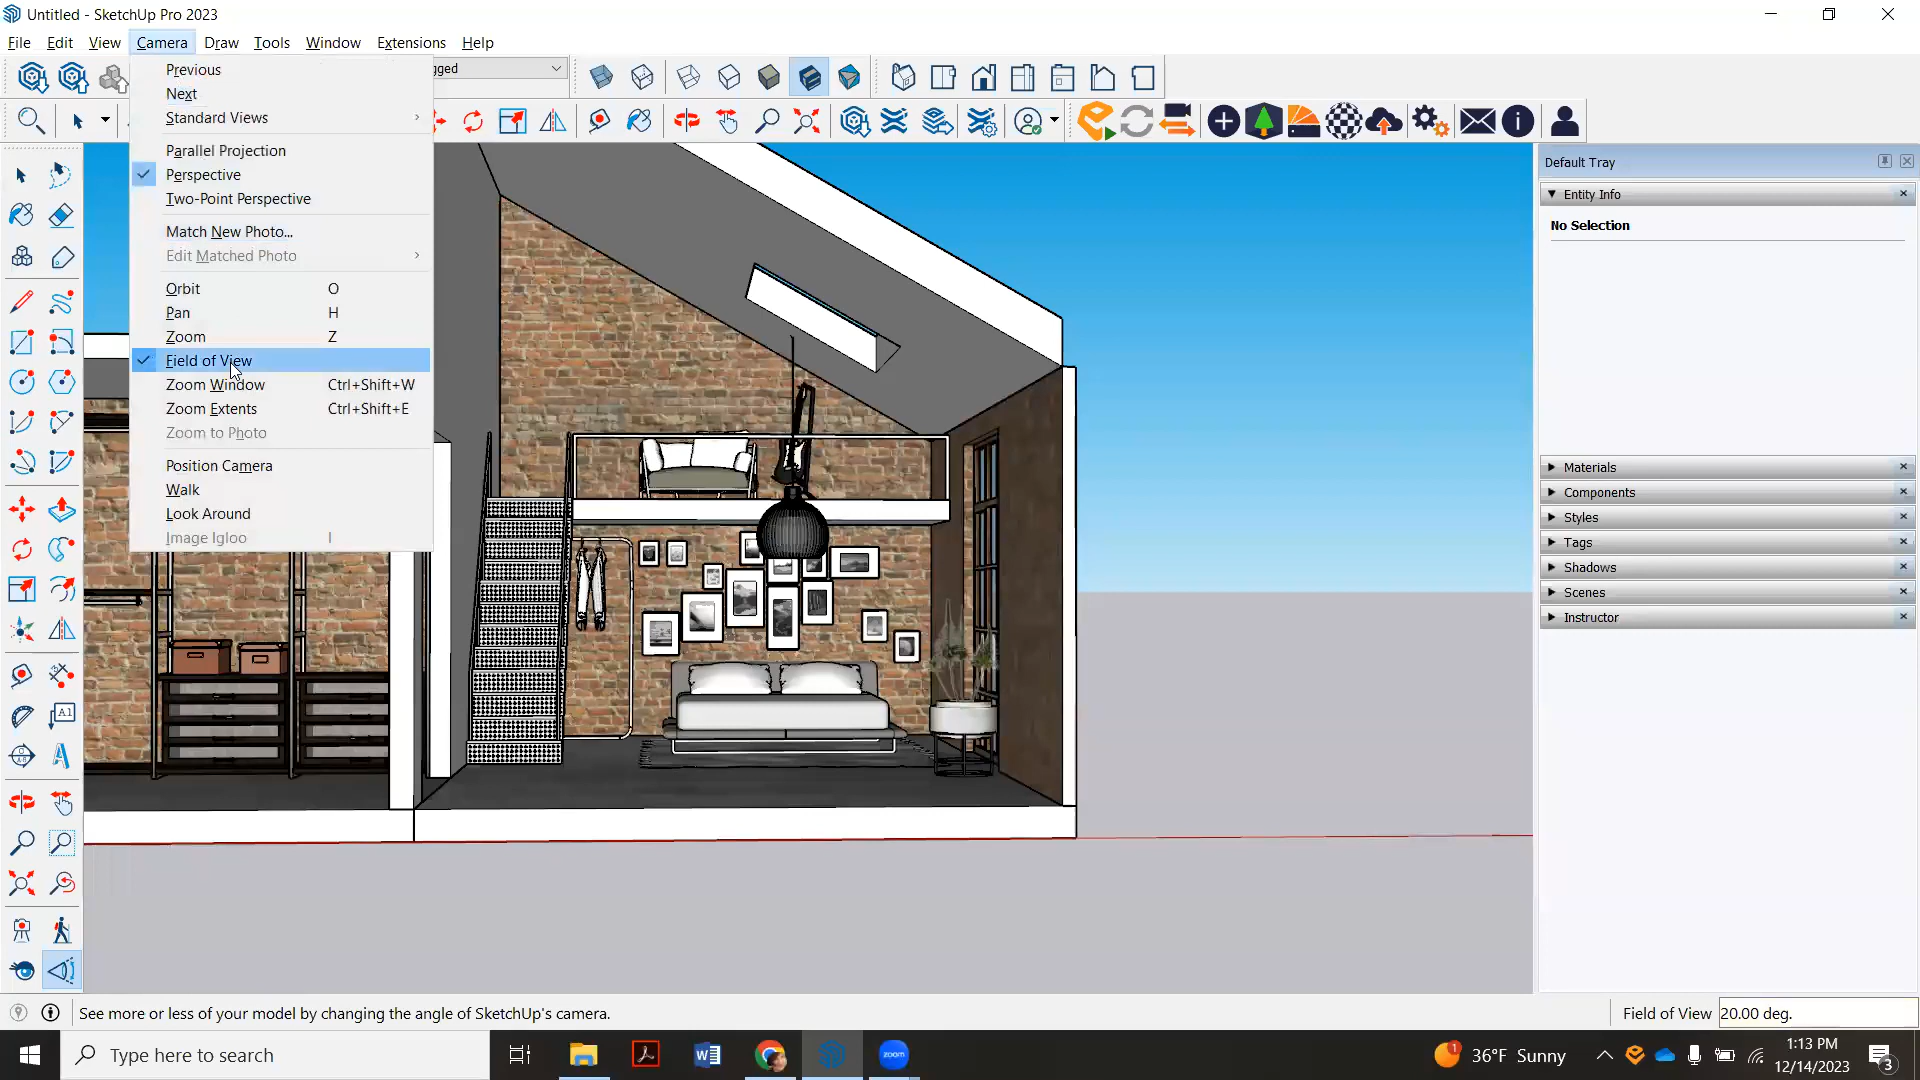 Untitled - SketchUp Pro 2023
File Edit View Camera Draw Tools Window Extensions Help
gged
Previous
Next
Standard Views
Parallel Projection
Perspective
Two-Point Perspective
Match New Photo...
Edit Matched Photo
Orbit O
Pan H
Zoom Z
Field of View
Zoom Window Ctrl+Shift+W
Zoom Extents Ctrl+Shift+E
Zoom to Photo
Position Camera
Walk
Look Around
Image Igloo I
A1
Default Tray
Entity Info
No Selection
Materials
Components
Styles
Tags
Shadows
Scenes
Instructor
See more or less of your model by changing the angle of SketchUp's camera.
Field of View 20.00 deg.
Type here to search
zoom
1
36°F Sunny
1:13 PM
12/14/2023
3